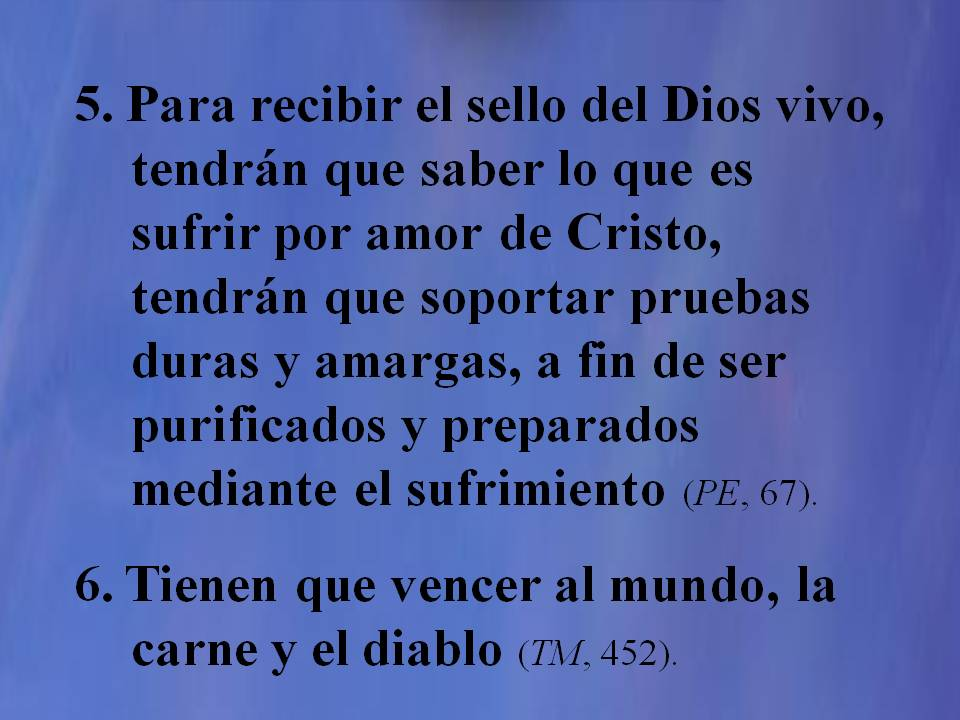 5. Para recibir el sello del Dios vivo,
tendrán que saber lo que es
sufrir por amor de Cristo,
tendrán que soportar pruebas
duras y amargas, a fin de ser
purificados y preparados
mediante el sufrimiento (PE, 67).
6. Tienen que vencer al mundo, la
carne y el diablo (TM, 452).